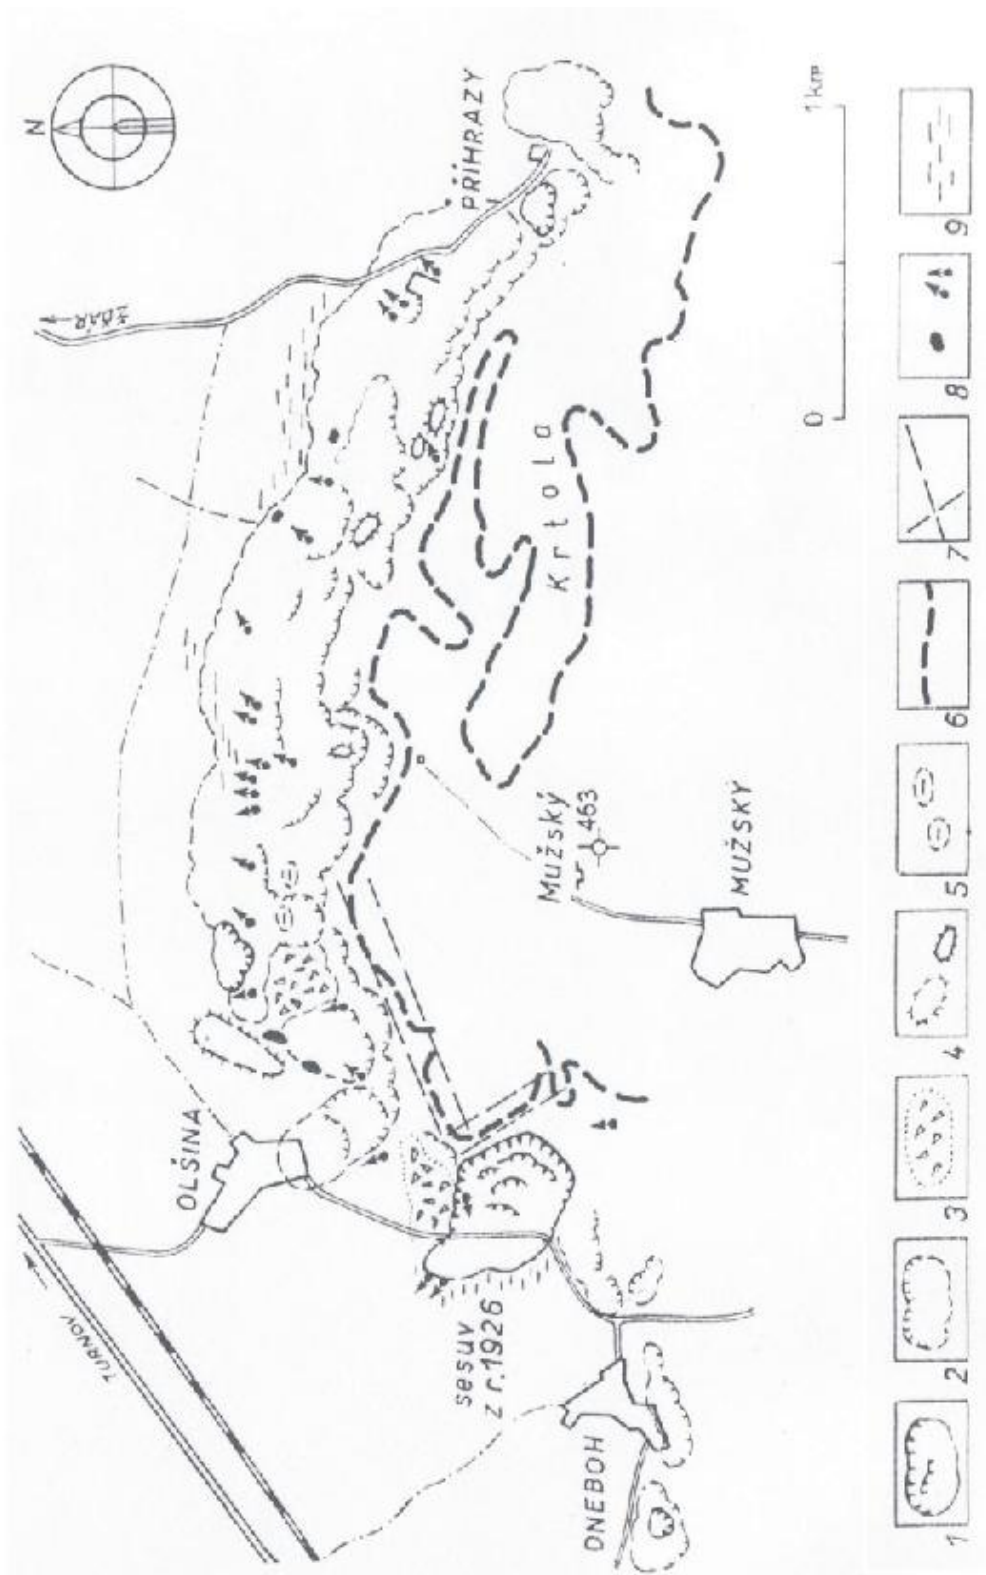 N
ŽĎÁR
PŘÍHRAZY
TURNOV
OLŠINA
Krtola
sesuv
z r. 1926
Mužský
463
MUŽSKÝ
DNEBOH
0
1km
1
2
3
4
5
6
7
8
9